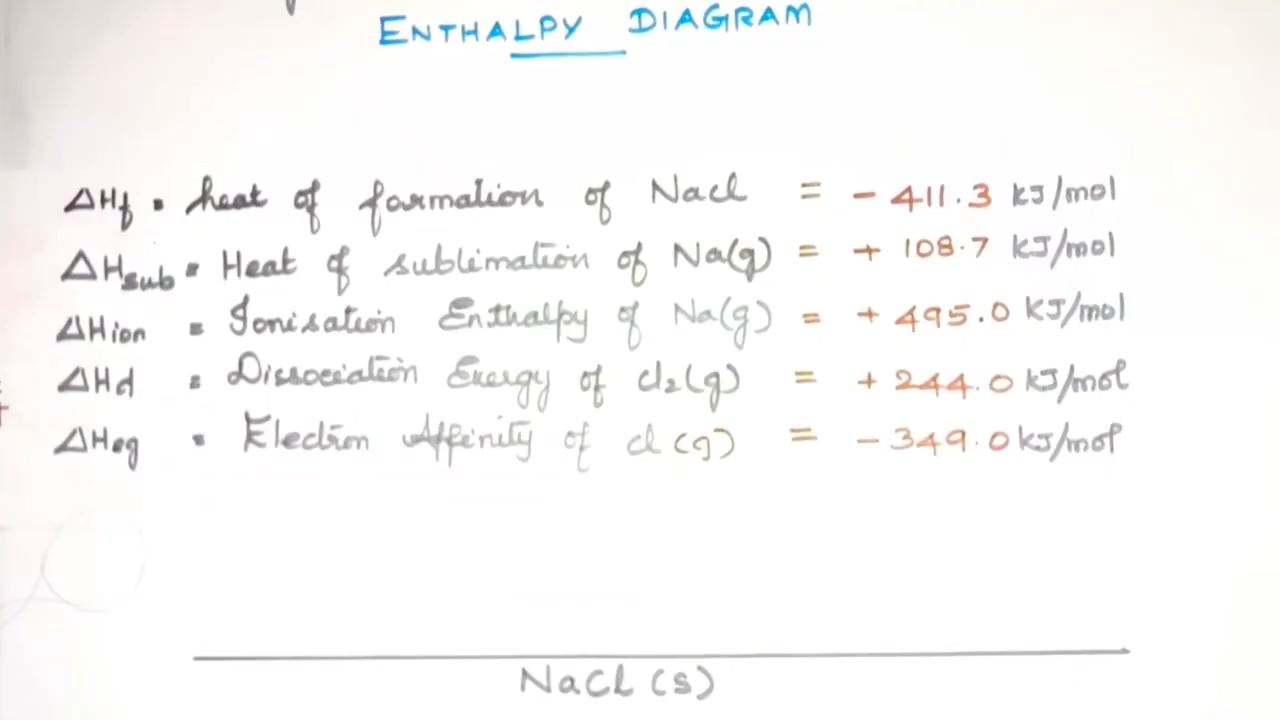 ENTHALPY DIAGRAM
ΔHf = heat of formation of Nacl = - 411.3 kJ/mol
ΔHsub = Heat of sublimation of Na(g) = + 108.7 kJ/mol
ΔHion = Ionisation Enthalpy of Na(g) = + 495.0 kJ/mol
ΔHd = Dissociation Energy of cl₂(g) = + 244.0 kJ/mol
ΔHeg = Electron Affinity of cl (g) = - 349.0 kJ/mol
NaCl (s)